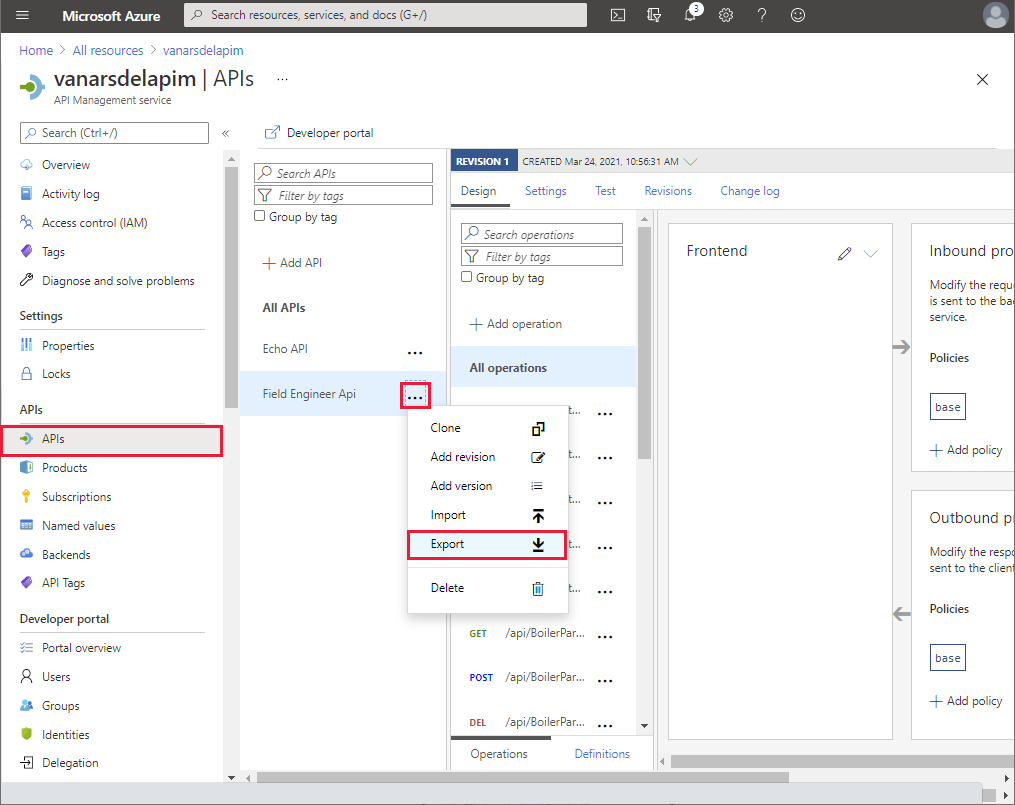 Microsoft Azure
Search resources, services, and docs (G+/)
3
Home > All resources > vanarsdelapim
vanarsdelapim | APIs ...
API Management service
Search (Ctrl+/)
«
Overview
Activity log
Access control (IAM)
Tags
Diagnose and solve problems
Settings
Properties
Locks
APIs
APIs
Products
Subscriptions
Named values
Backends
API Tags
Developer portal
Portal overview
Users
Groups
Identities
Delegation
Developer portal
Search APIs
Filter by tags
Group by tag
+ Add API
All APIs
Echo API ...
Field Engineer Api ...
Clone
Add revision
Add version
Import
Export
Delete
REVISION 1 CREATED Mar 24, 2021, 10:56:31 AM
Design Settings Test Revisions Change log
Search operations
Filter by tags
Group by tag
+ Add operation
All operations
t... ...
t... ...
t... ...
t... ...
t... ...
GET /api/BoilerPar... ...
POST /api/BoilerPar... ...
DEL /api/BoilerPar... ...
Operations Definitions
Frontend
Inbound pro
Modify the reque
is sent to the bac
service.
Policies
base
+ Add policy
Outbound p
Modify the respo
sent to the client
Policies
base
+ Add policy